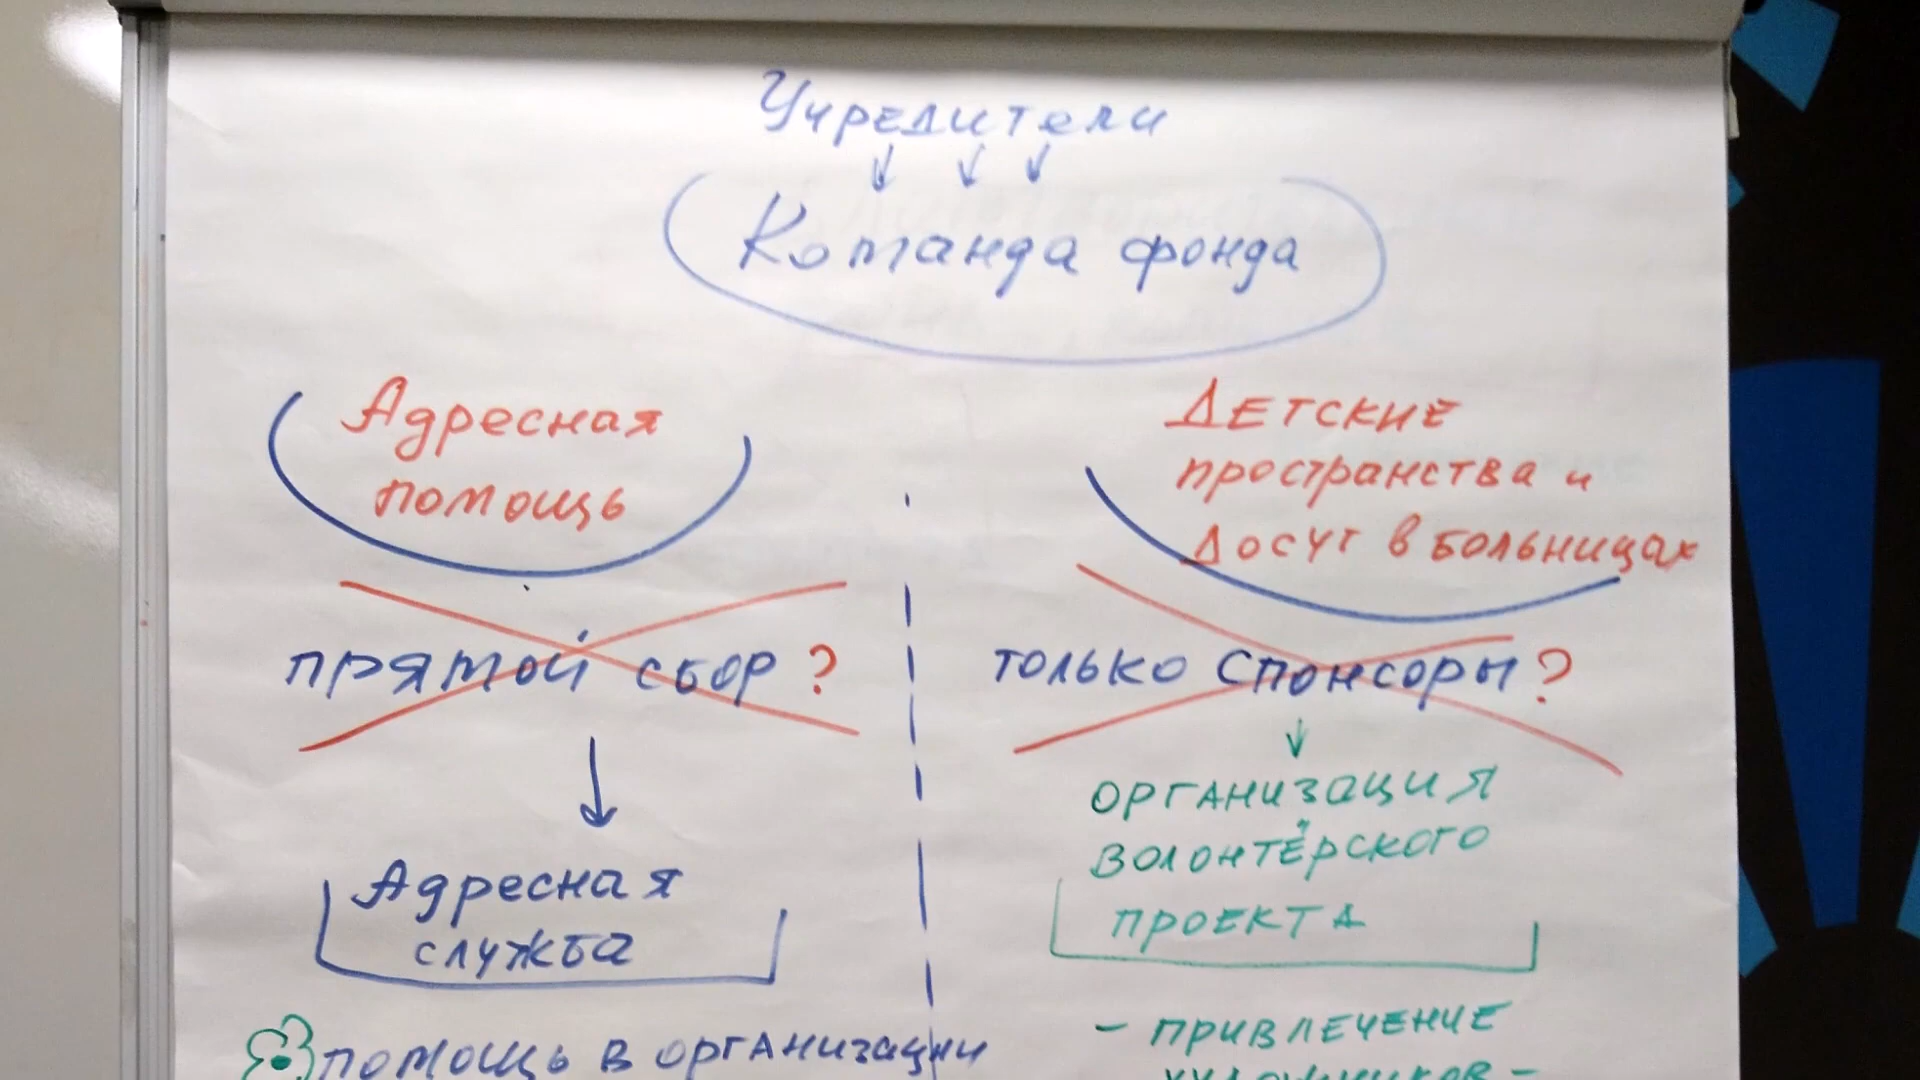 Учредители
Команда фонда
Адресная
помощь
прямой сбор?
Адресная
служба
помощь в организации
Детские
пространства и
Досуг в больницах
только спонсоры?
организация
волонтёрского
проекта
- привлечение
художников -